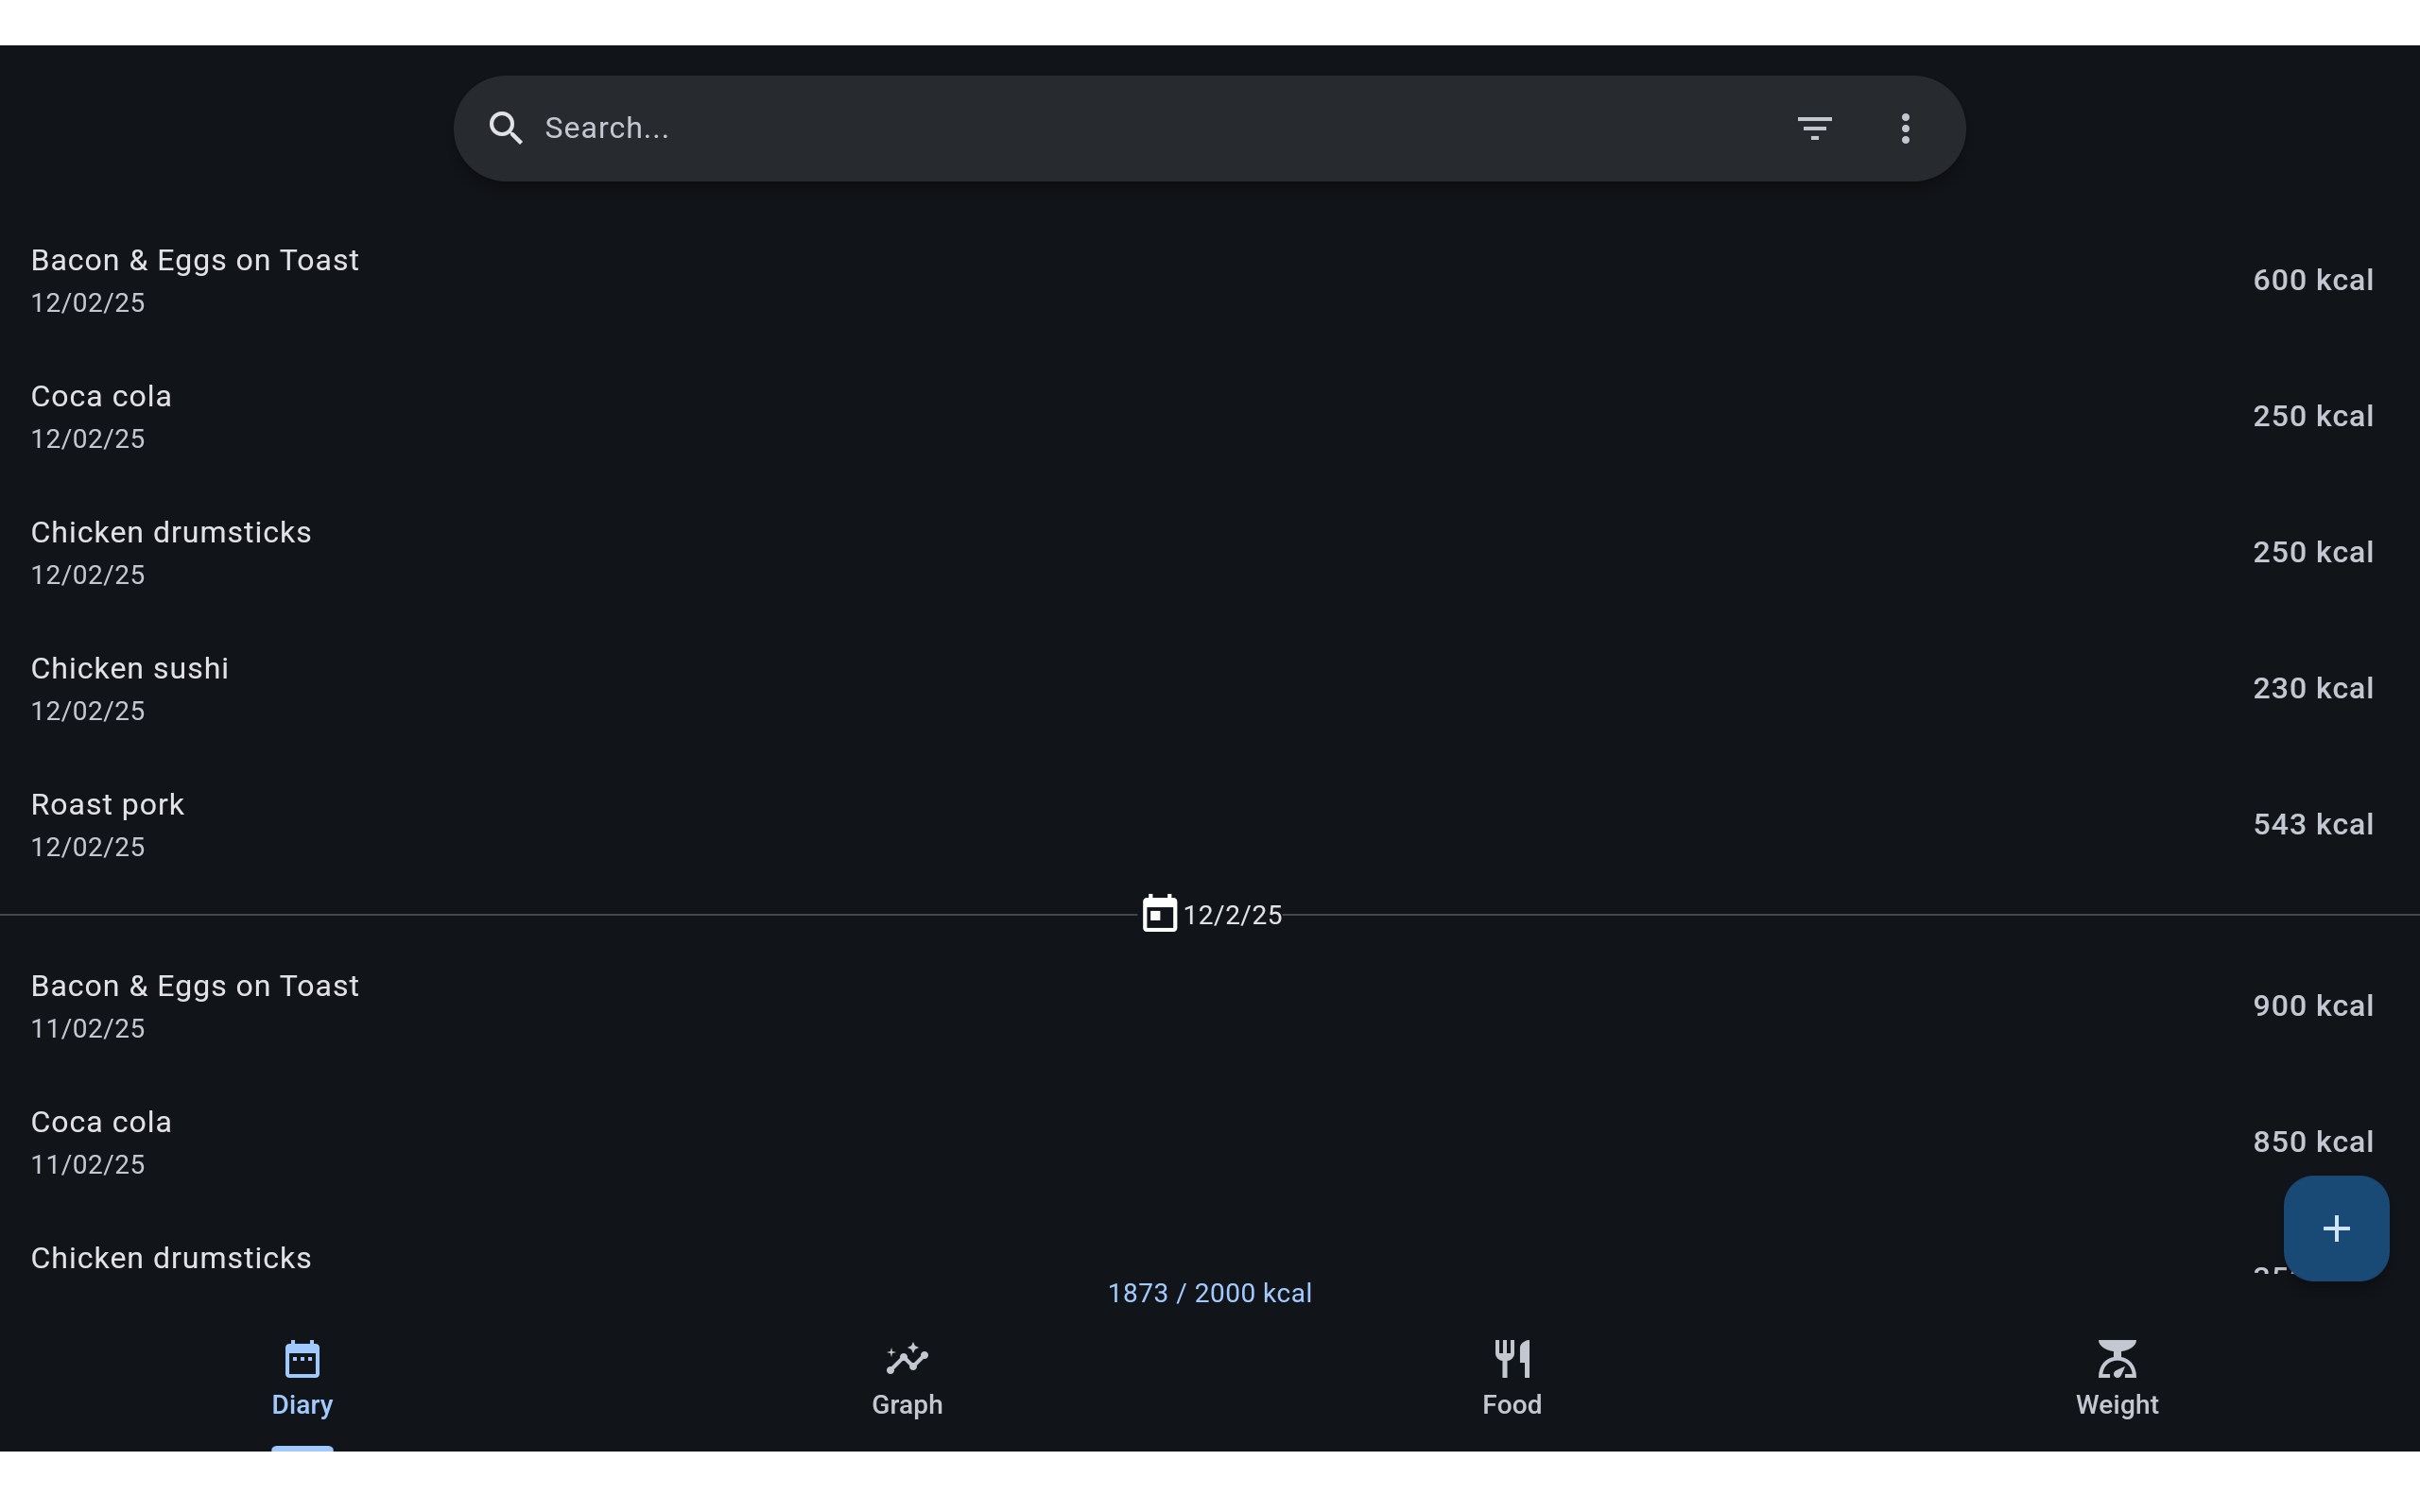 Search...
Bacon & Eggs on Toast
12/02/25
600 kcal
Coca cola
12/02/25
250 kcal
Chicken drumsticks
12/02/25
250 kcal
Chicken sushi
12/02/25
230 kcal
Roast pork
12/02/25
543 kcal
12/2/25
Bacon & Eggs on Toast
11/02/25
900 kcal
Coca cola
11/02/25
850 kcal
Chicken drumsticks
1873 / 2000 kcal
Diary
Graph
Food
Weight